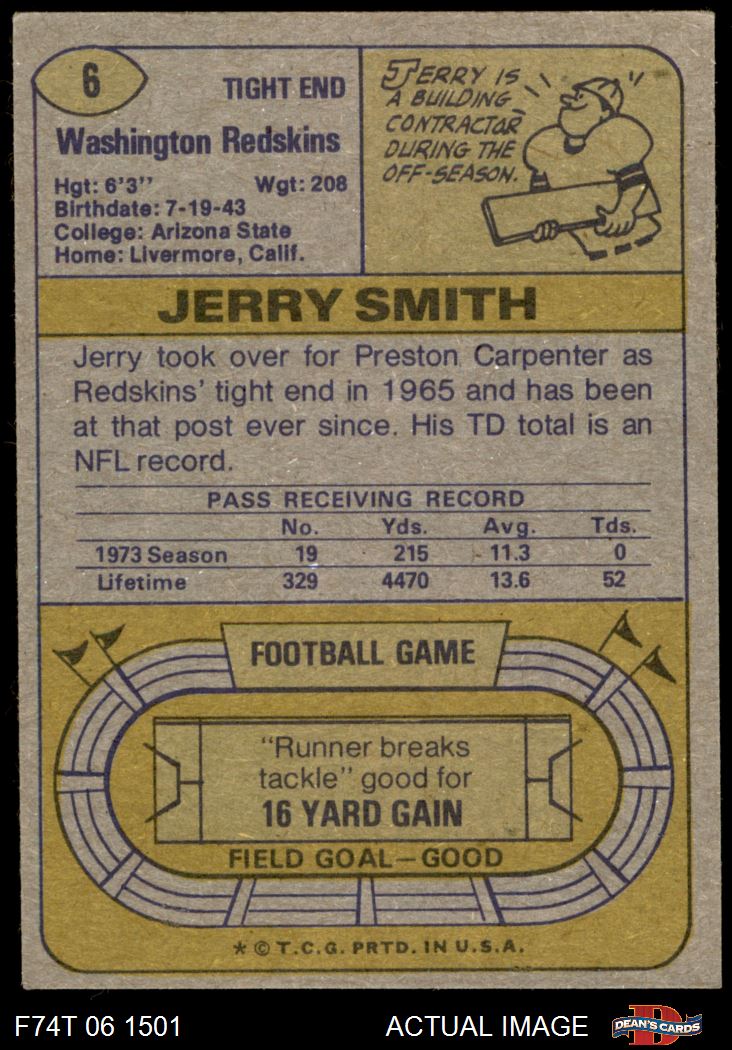 6
TIGHT END
Washington Redskins
Hgt: 6'3" Wgt: 208
Birthdate: 7-19-43
College: Arizona State
Home: Livermore, Calif.
JERRY IS
A BUILDING
CONTRACTOR
DURING THE
OFF-SEASON.
JERRY SMITH
Jerry took over for Preston Carpenter as
Redskins' tight end in 1965 and has been
at that post ever since. His TD total is an
NFL record.
PASS RECEIVING RECORD
No. Yds. Avg. Tds.
1973 Season 19 215 11.3 0
Lifetime 329 4470 13.6 52
FOOTBALL GAME
"Runner breaks
tackle" good for
16 YARD GAIN
FIELD GOAL—GOOD
* © T.C.G. PRTD. IN U.S.A.
F74T 06 1501 ACTUAL IMAGE D DEAN'S CARDS